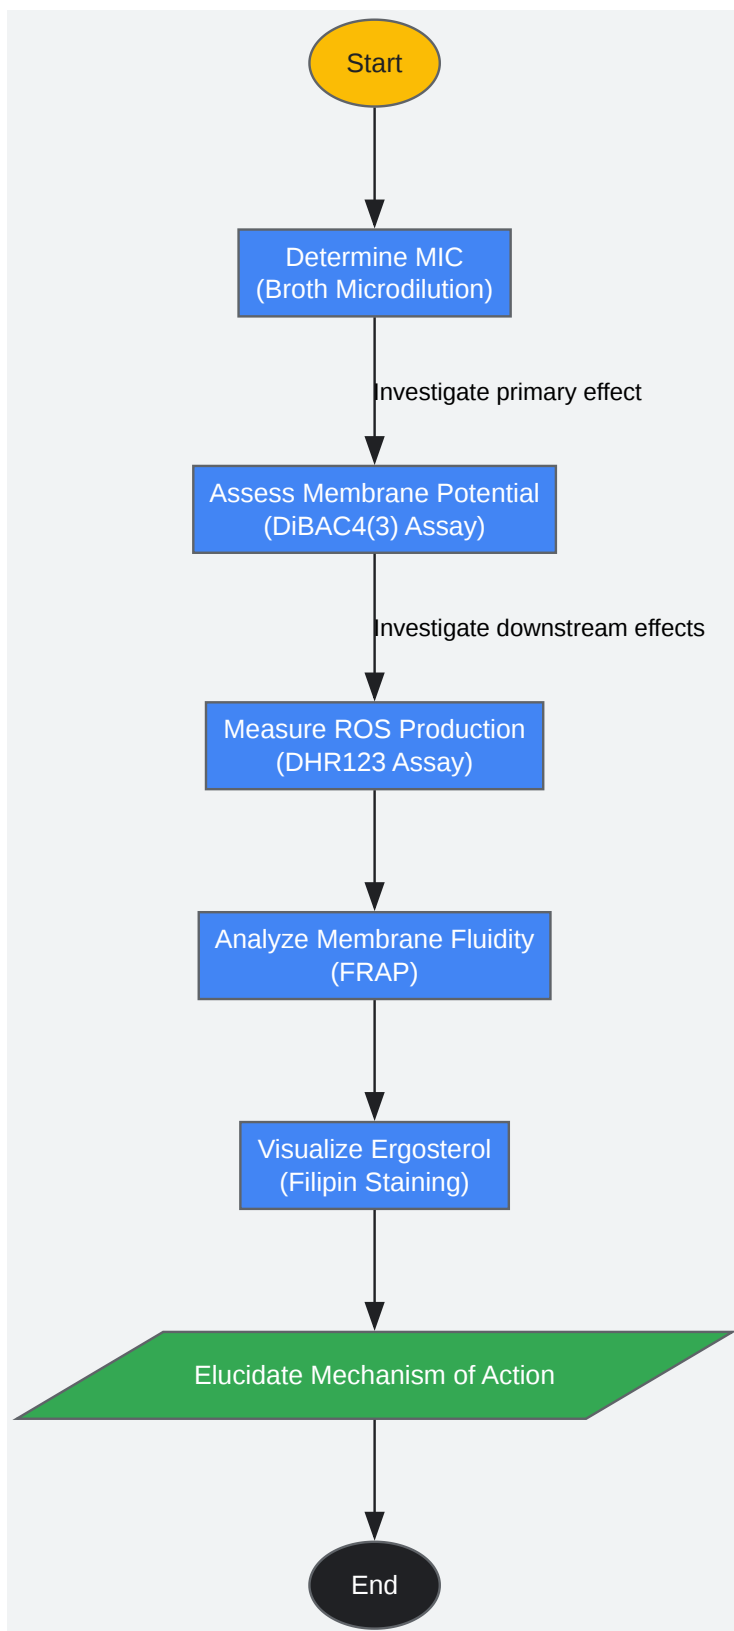 Start
Determine MIC
(Broth Microdilution)
Investigate primary effect
Assess Membrane Potential
(DiBAC4(3) Assay)
Investigate downstream effects
Measure ROS Production
(DHR123 Assay)
Analyze Membrane Fluidity
(FRAP)
Visualize Ergosterol
(Filipin Staining)
Elucidate Mechanism of Action
End